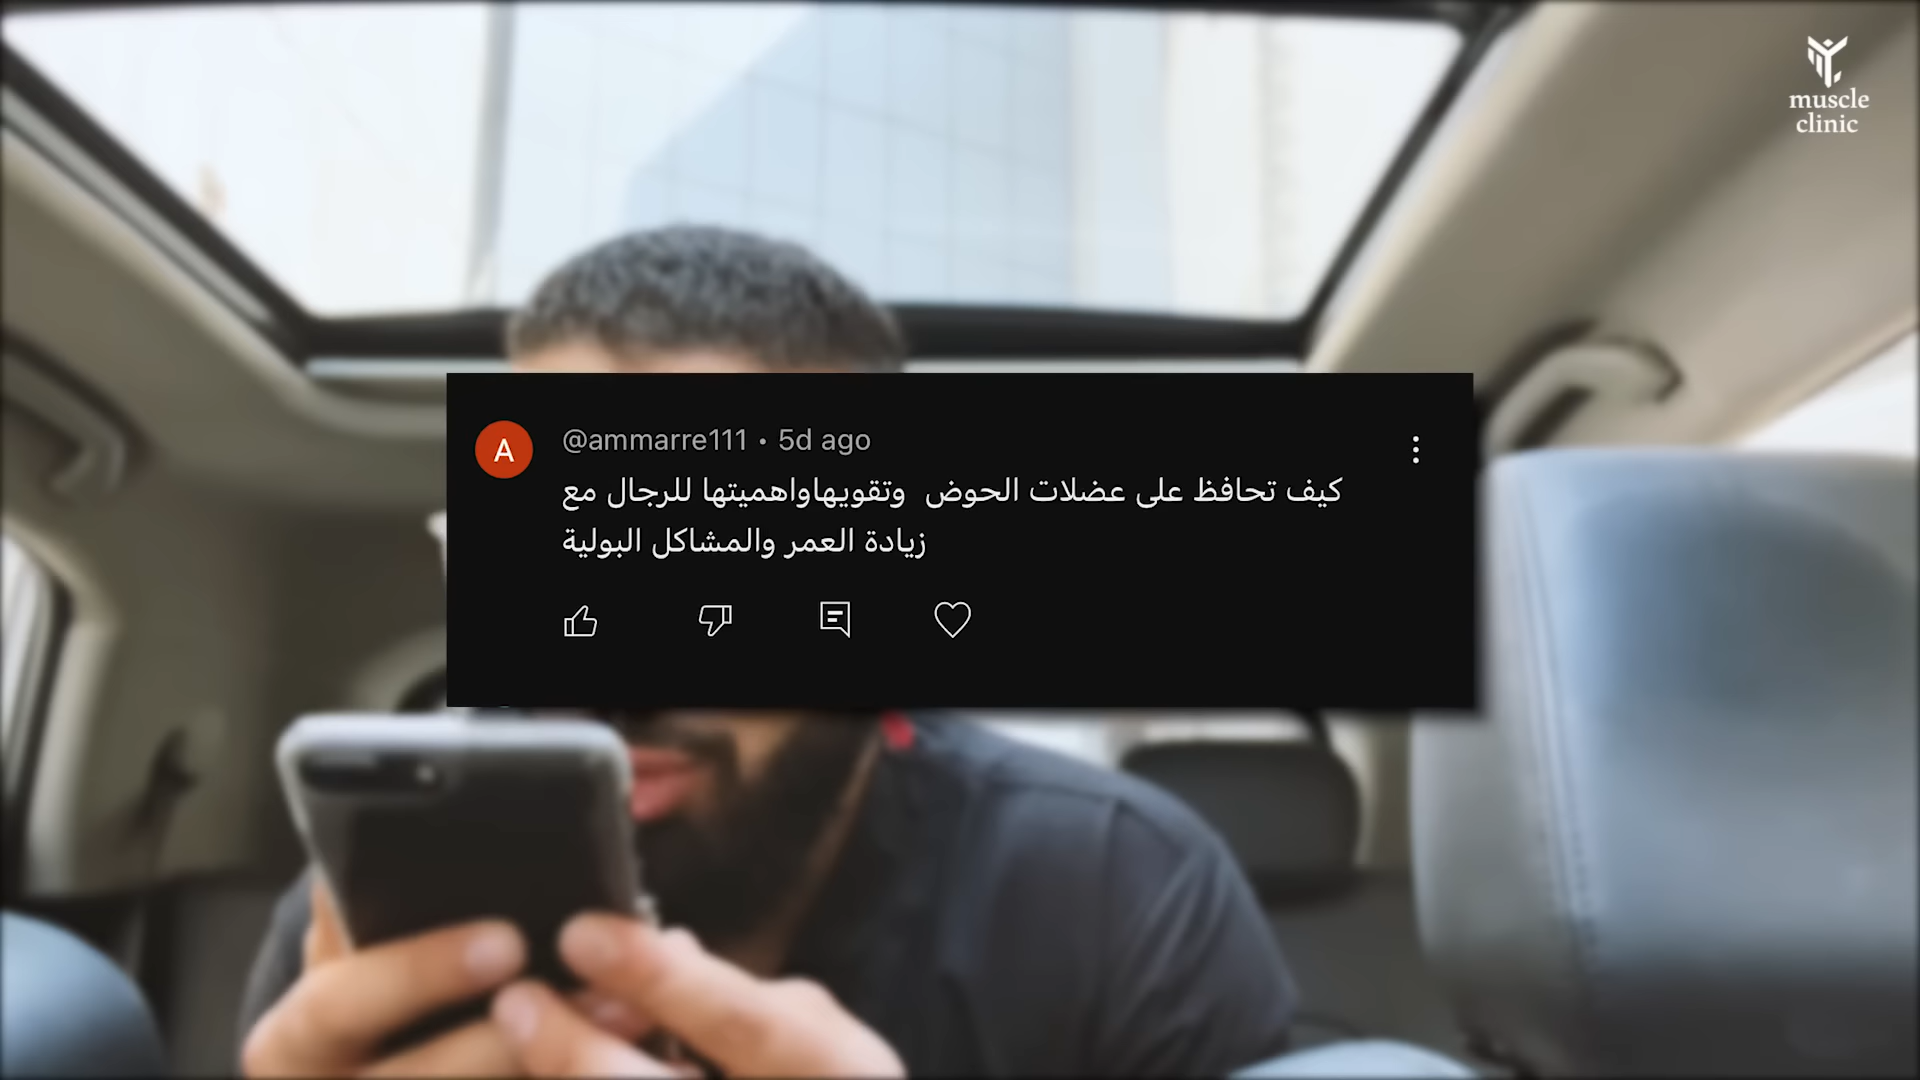 muscle
clinic
A
@ammarre111 • 5d ago
كيف تحافظ على عضلات الحوض  وتقويهاواهميتها للرجال مع
زيادة العمر والمشاكل البولية